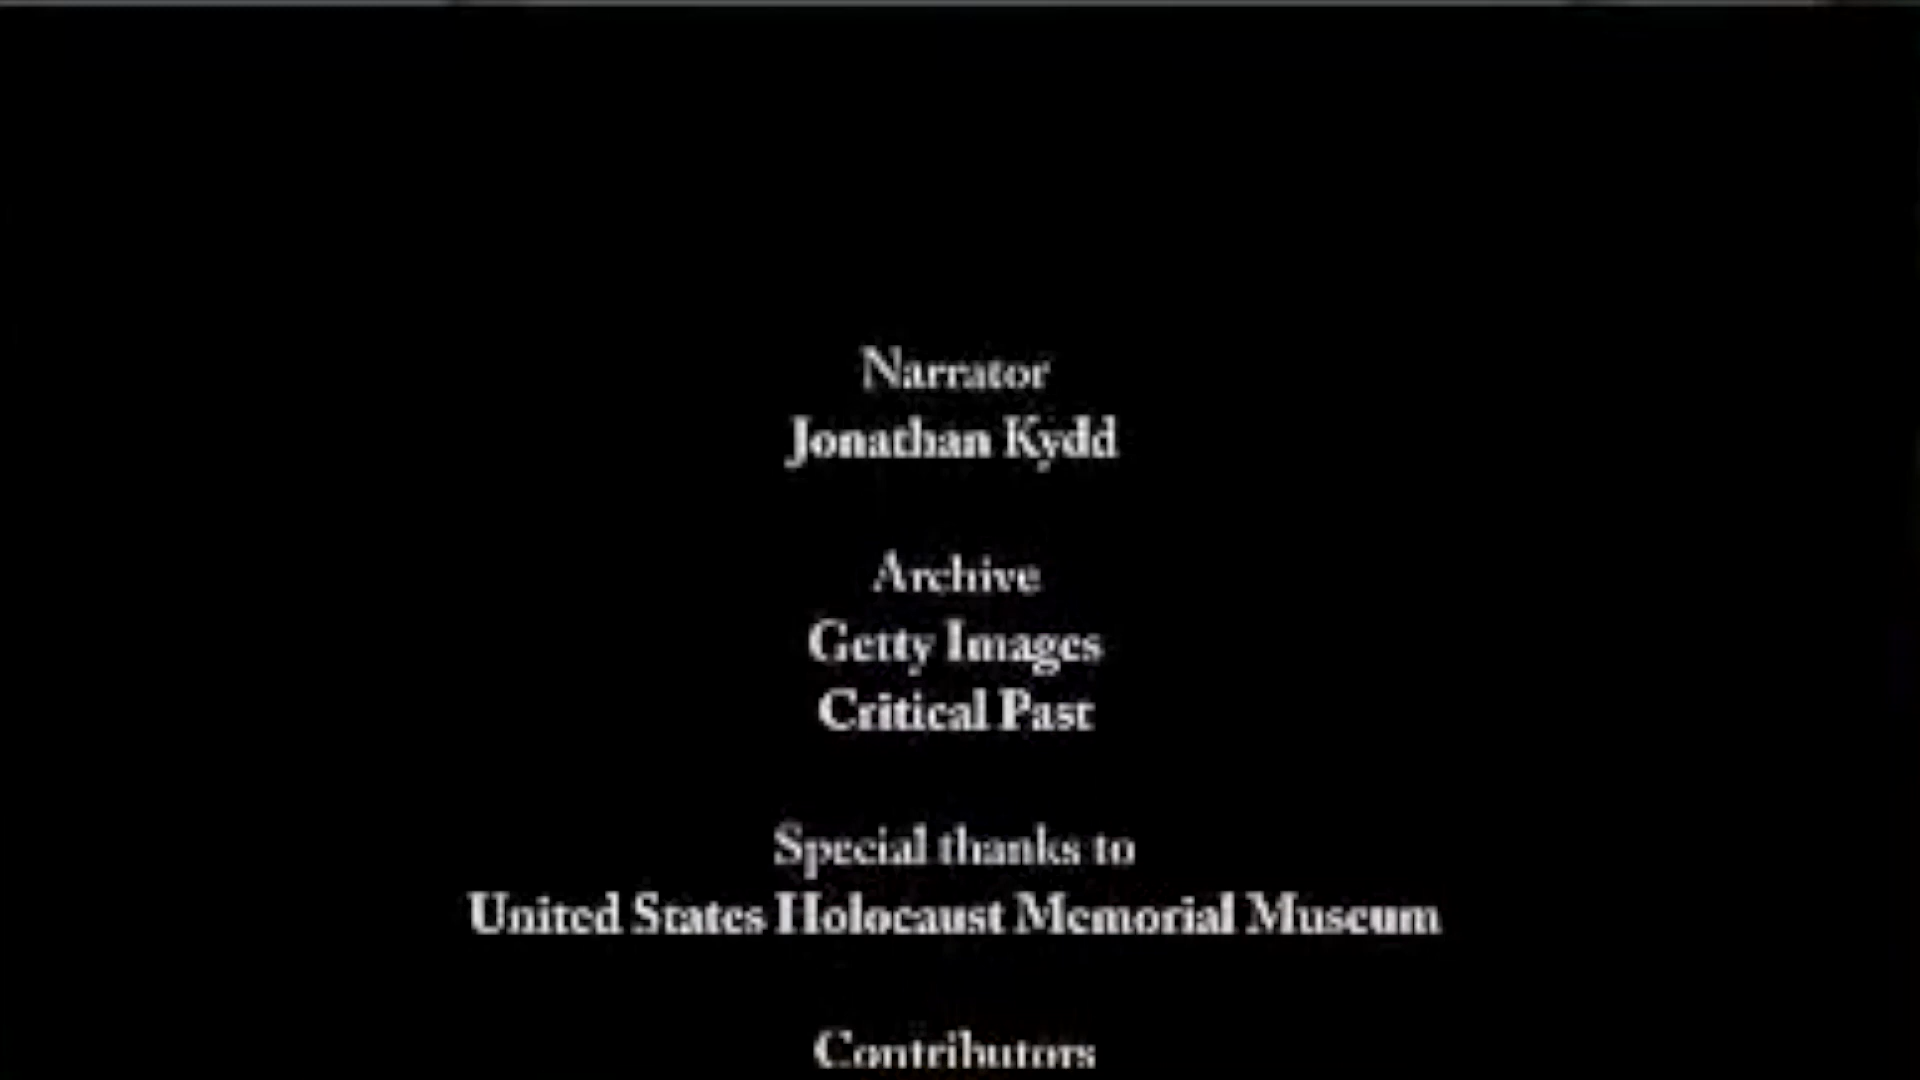 Narrator
Jonathan Kydd
Archive
Getty Images
Critical Past
Special thanks to
United States Holocaust Memorial Museum
Contributors